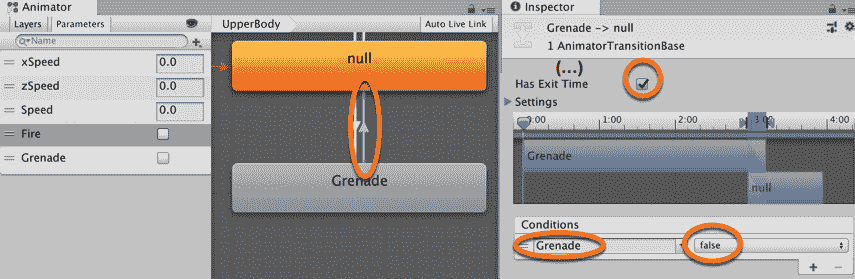 Animator
Layers Parameters
Name
xSpeed 0.0
zSpeed 0.0
Speed 0.0
Fire
Grenade
UpperBody Auto Live Link
null
Grenade
Inspector
Grenade -> null
1 AnimatorTransitionBase
(...)
Has Exit Time
Settings
0:00 1:00 2:00 3:00 4:00
Grenade
null
Conditions
Grenade false